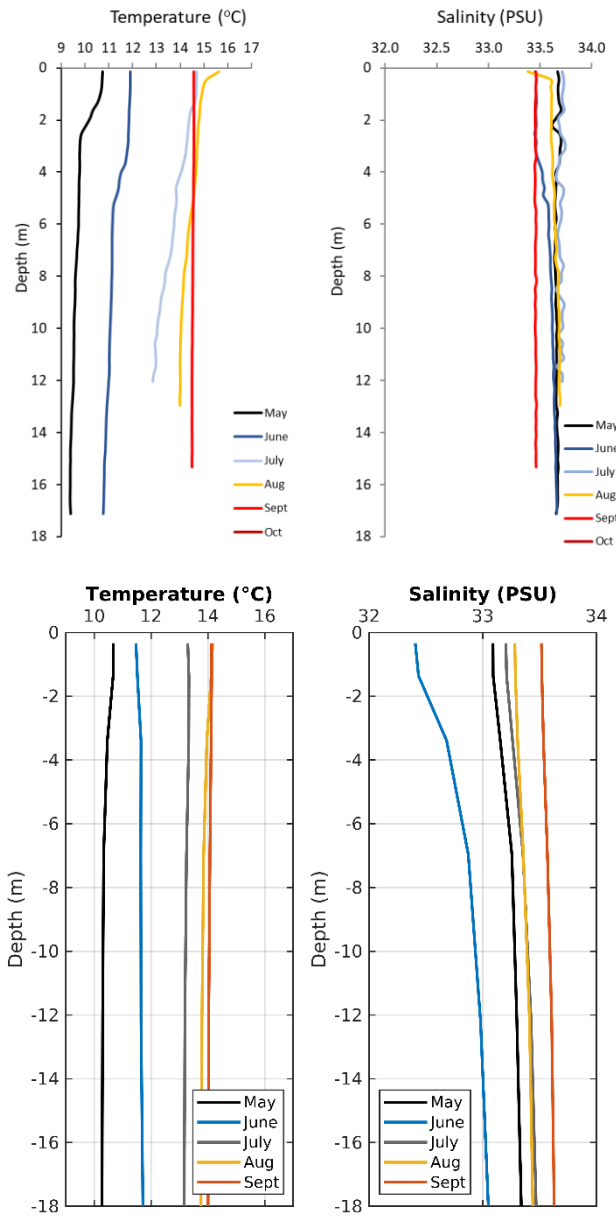 Temperature (ᵒC)
9 10 11 12 13 14 15 16 17
0
2
4
6
8
10
12
14
16
18
Depth (m)
May
June
July
Aug
Sept
Oct
Salinity (PSU)
32.0 32.5 33.0 33.5 34.0
0
2
4
6
8
10
12
14
16
18
Depth (m)
May
June
July
Aug
Sept
Oct
Temperature (°C)
10 12 14 16
0
-2
-4
-6
-8
-10
-12
-14
-16
-18
Depth (m)
May
June
July
Aug
Sept
Salinity (PSU)
32 33 34
0
-2
-4
-6
-8
-10
-12
-14
-16
-18
Depth (m)
May
June
July
Aug
Sept